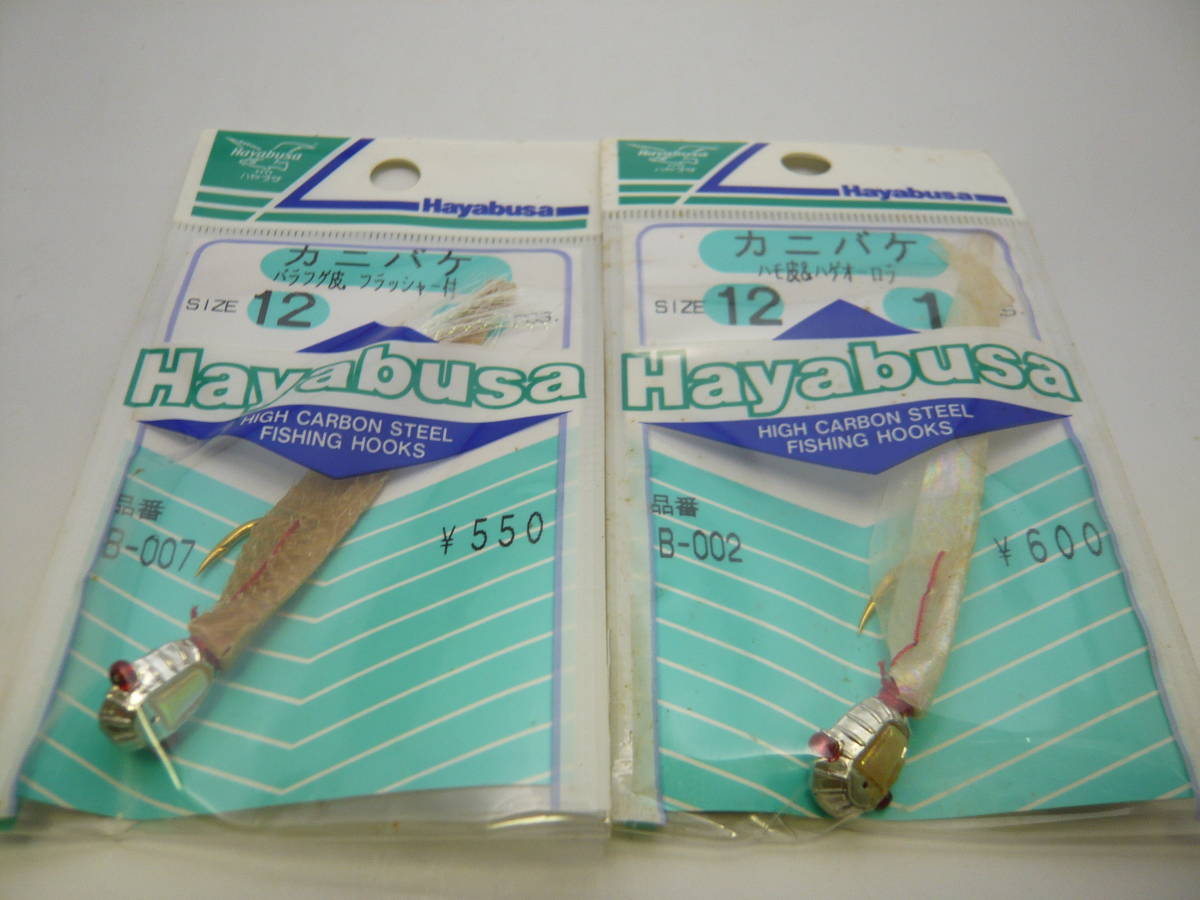 Hayabusa
ハヤブサ
Hayabusa
カニバケ
バラフグ皮, フラッシャー付
SIZE 12
Hayabusa
HIGH CARBON STEEL
FISHING HOOKS
品番
B-007
¥550
Hayabusa
ハヤブサ
Hayabusa
カニバケ
ハモ皮&ハゲオーロラ
SIZE 12 1
Hayabusa
HIGH CARBON STEEL
FISHING HOOKS
品番
B-002
¥600